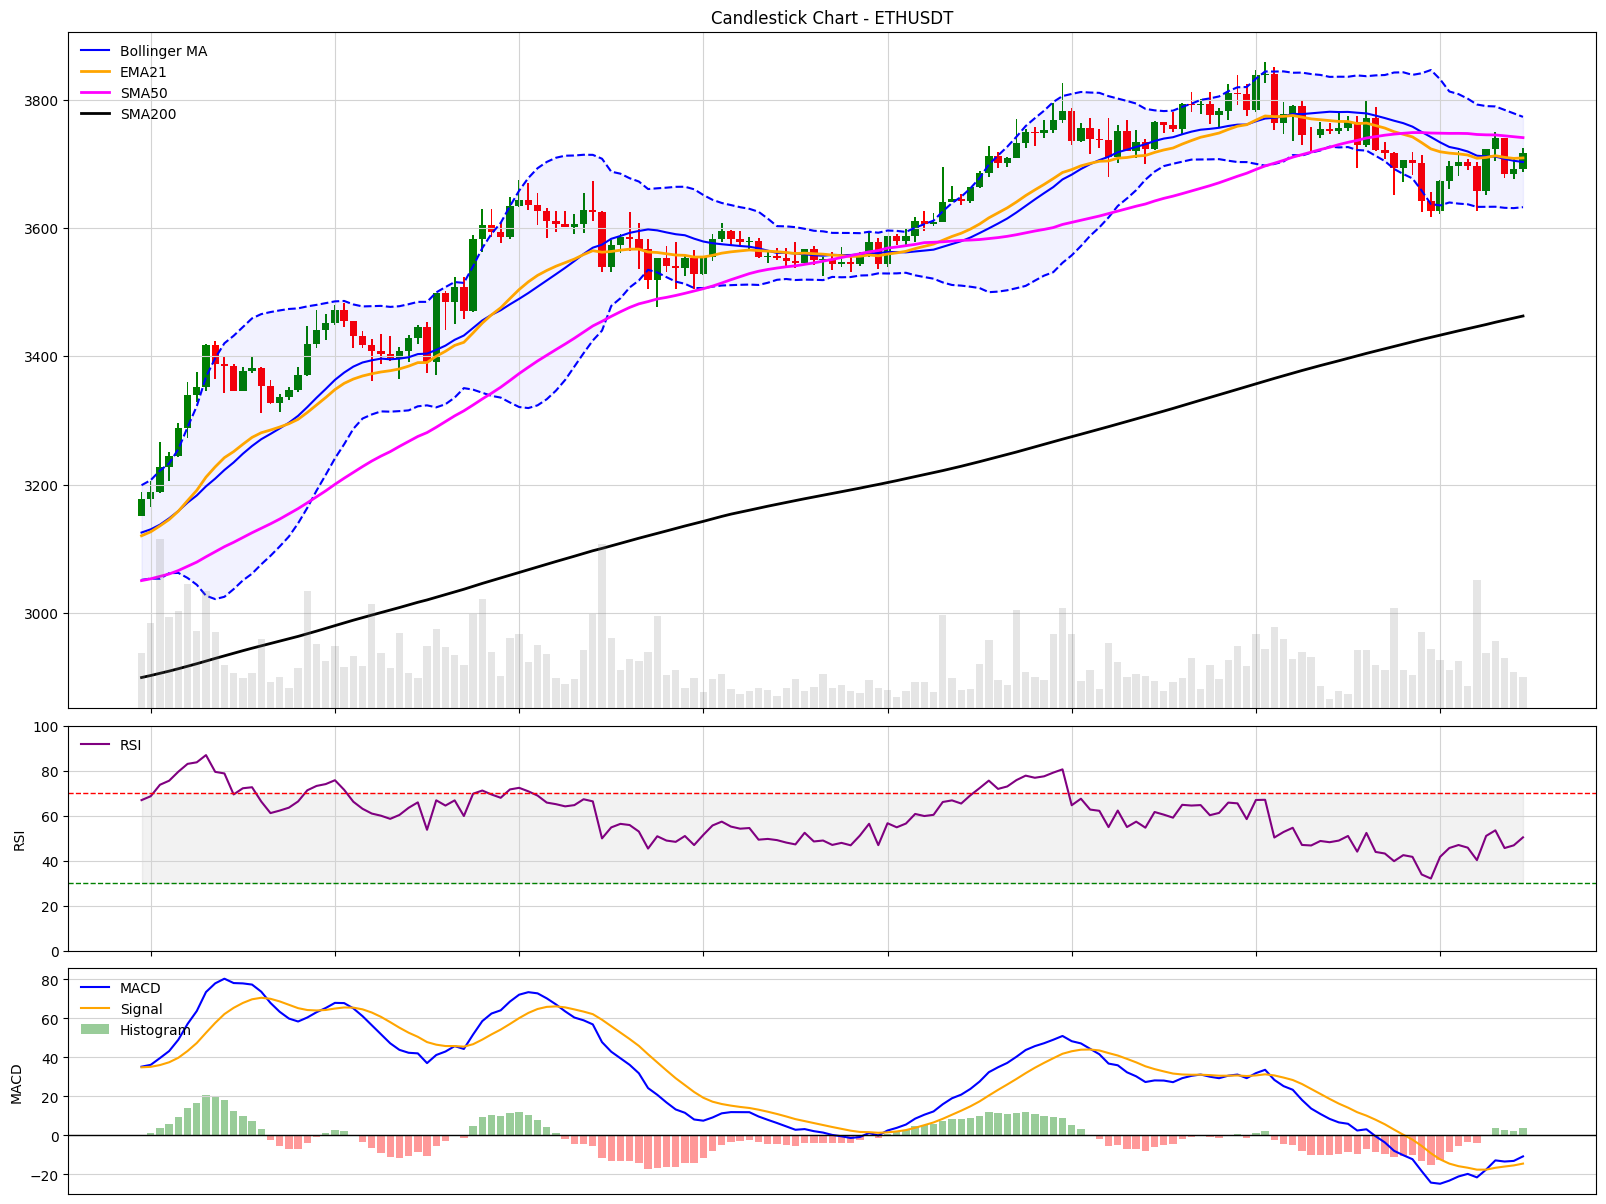 Candlestick Chart - ETHUSDT
Bollinger MA
EMA21
SMA50
SMA200
3800
3600
3400
3200
3000
RSI
100
80
60
40
20
0
RSI
MACD
Signal
Histogram
80
60
40
20
0
−20
MACD